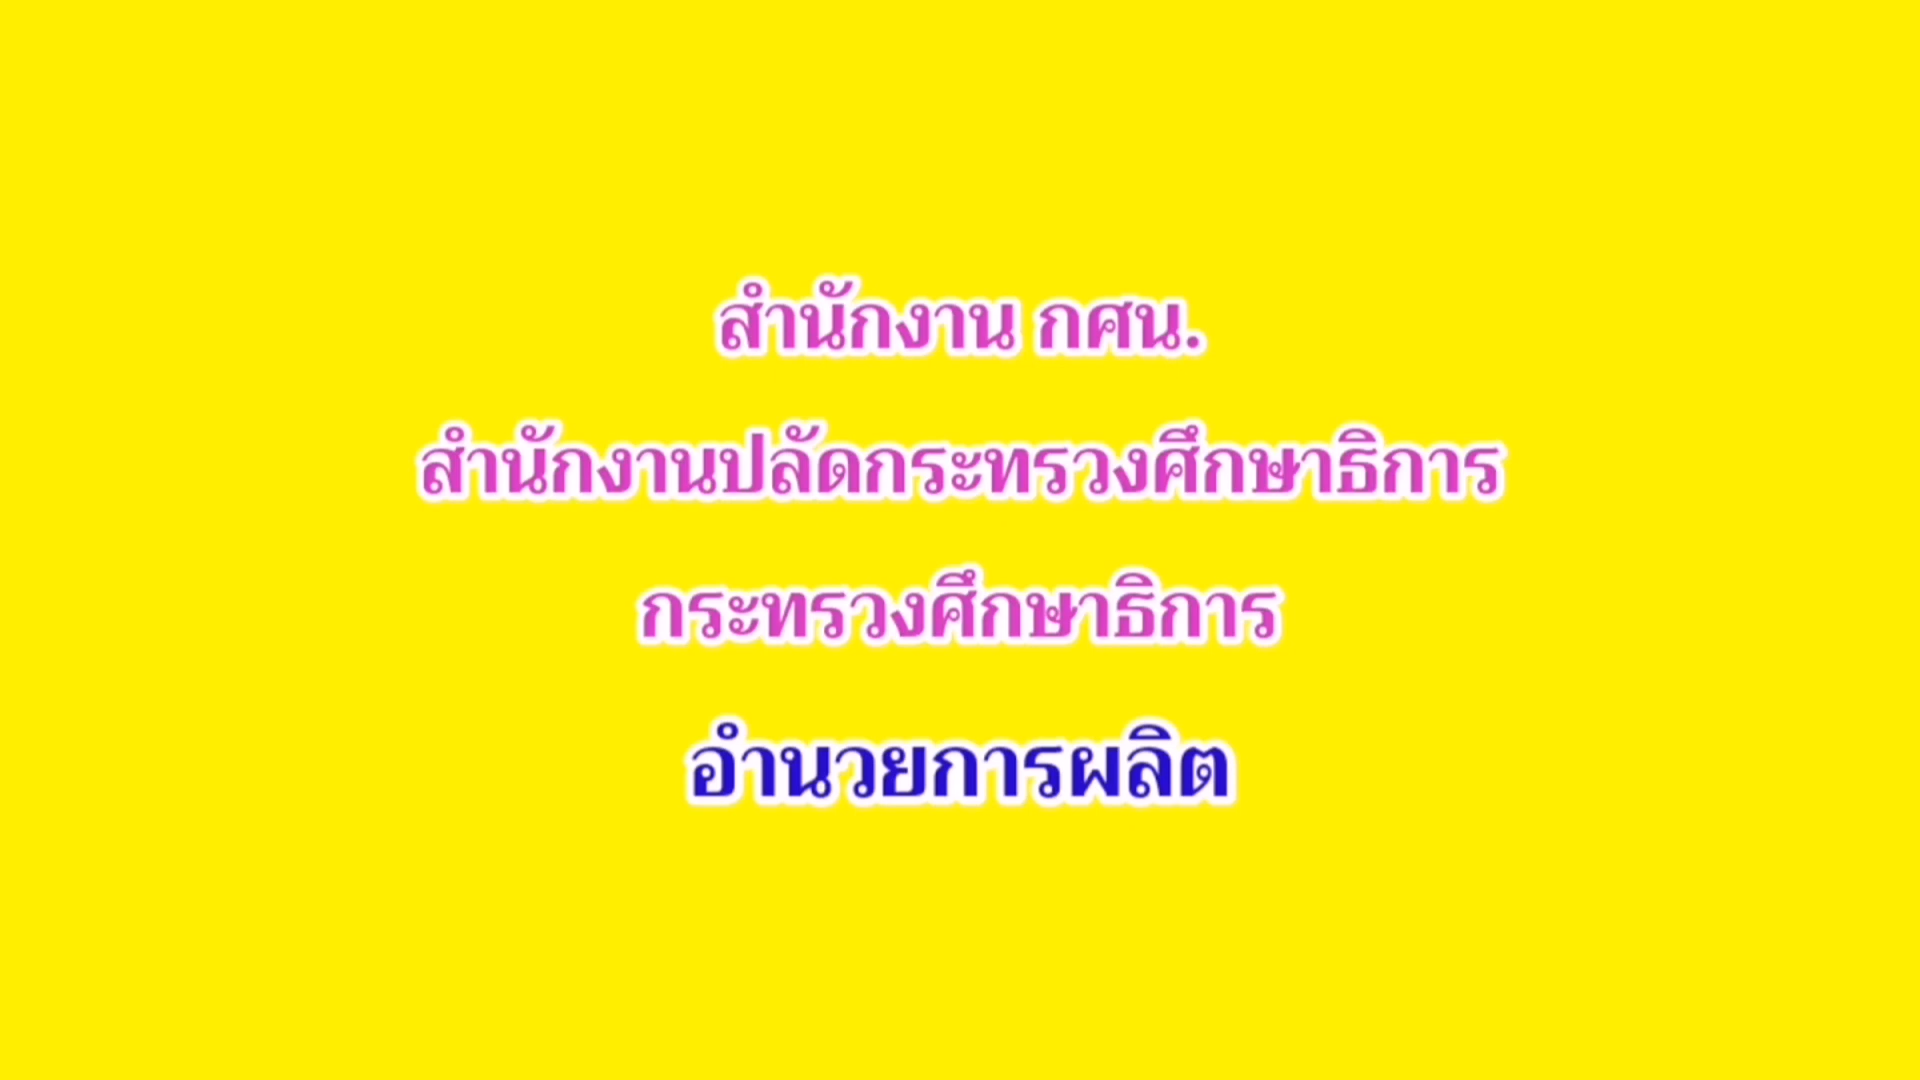 สำนักงาน กศน.
สำนักงานปลัดกระทรวงศึกษาธิการ
กระทรวงศึกษาธิการ
อำนวยการผลิต